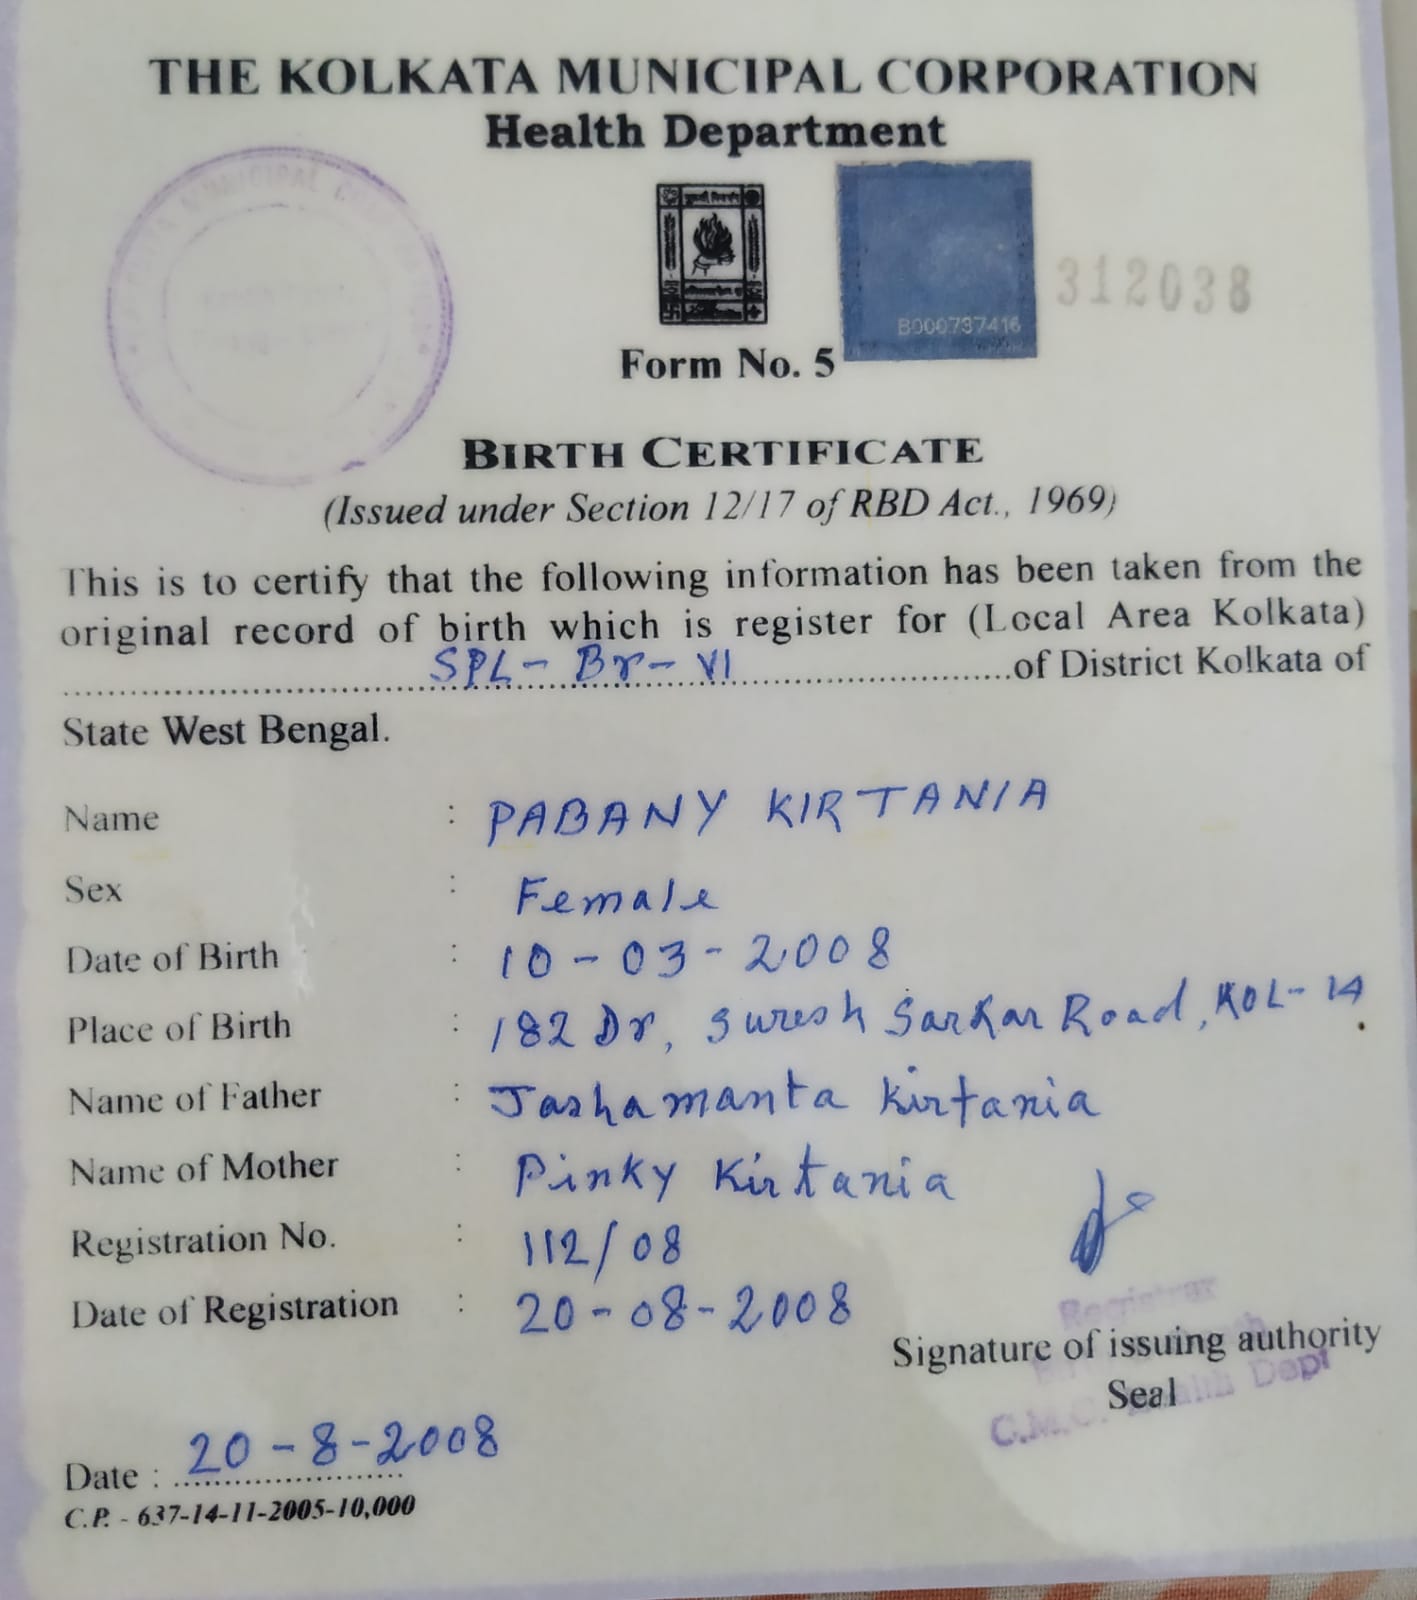 THE KOLKATA MUNICIPAL CORPORATION
Health Department
B000737416
312038
Form No. 5
BIRTH CERTIFICATE
(Issued under Section 12/17 of RBD Act., 1969)
This is to certify that the following information has been taken from the
original record of birth which is register for (Local Area Kolkata)
SPL- Br- VI of District Kolkata of
State West Bengal.
Name : PABANY KIRTANIA
Sex : Female
Date of Birth : 10-03-2008
Place of Birth : 182 Dr, Suresh Sarkar Road, KOL-14
Name of Father : Jashamanta Kirtania
Name of Mother : Pinky Kirtania
Registration No. : 112/08
Date of Registration : 20-08-2008
Registrar
Signature of issuing authority
Seal
C.M.C. Health Dept
Date : 20-8-2008
C.P. - 637-14-11-2005-10,000